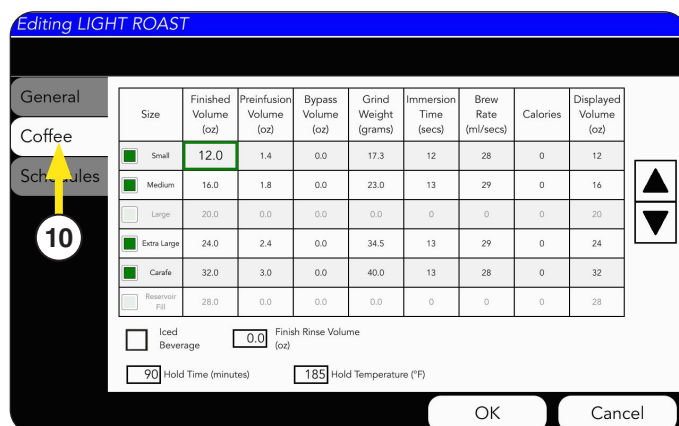 Editing LIGHT ROAST
General
Coffee
Schedules
10
Size
Finished Volume (oz)
Preinfusion Volume (oz)
Bypass Volume (oz)
Grind Weight (grams)
Immersion Time (secs)
Brew Rate (ml/secs)
Calories
Displayed Volume (oz)
Small 12.0 1.4 0.0 17.3 12 28 0 12
Medium 16.0 1.8 0.0 23.0 13 29 0 16
Large 20.0 0.0 0.0 0.0 0 0 0 20
Extra Large 24.0 2.4 0.0 34.5 13 29 0 24
Carafe 32.0 3.0 0.0 40.0 13 28 0 32
Reservoir Fill 28.0 0.0 0.0 0.0 0 0 0 28
Iced Beverage
0.0 Finish Rinse Volume (oz)
90 Hold Time (minutes) 185 Hold Temperature (°F)
OK Cancel